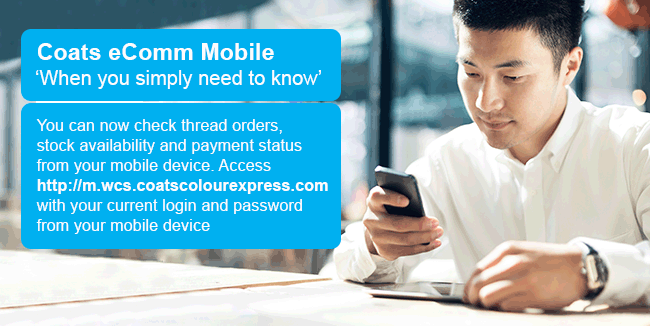 Coats eComm Mobile
‘When you simply need to know’
You can now check thread orders,
stock availability and payment status
from your mobile device. Access
http://m.wcs.coatscolourexpress.com
with your current login and password
from your mobile device